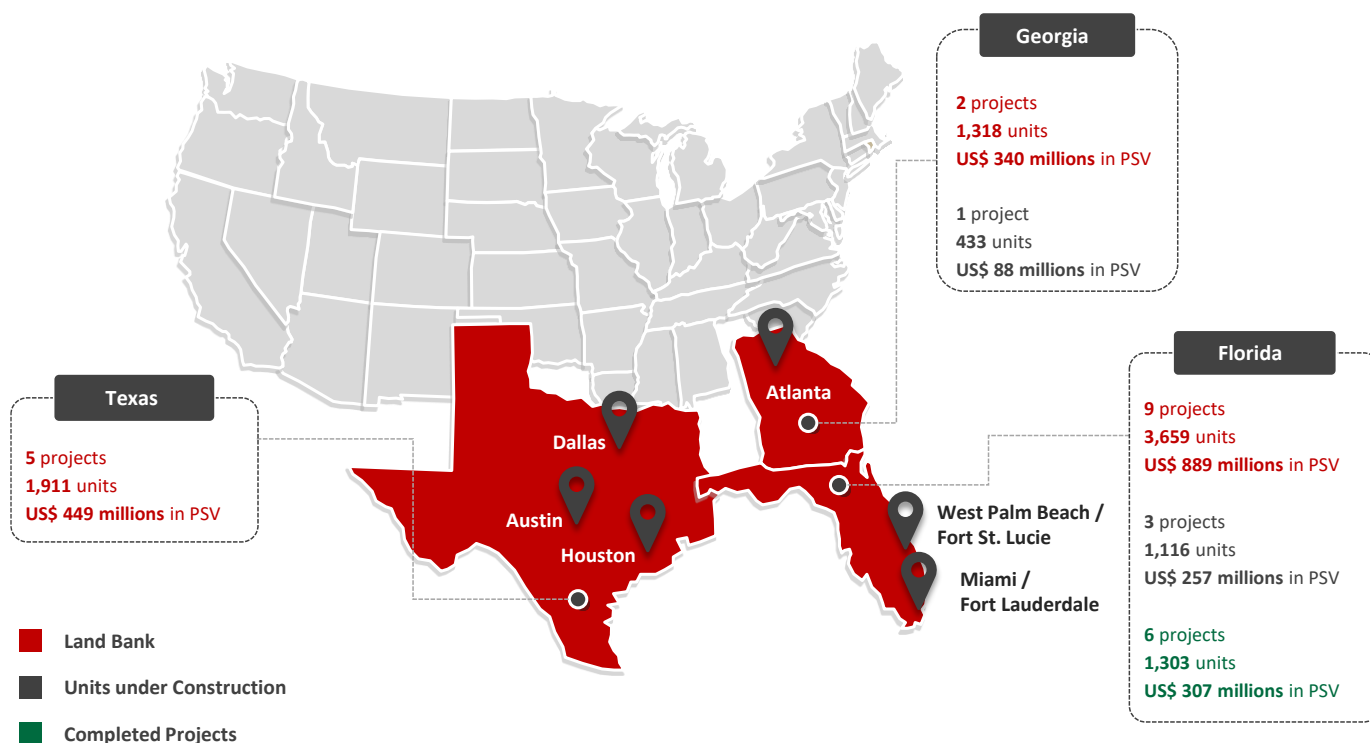 Georgia
2 projects
1,318 units
US$ 340 millions in PSV
1 project
433 units
US$ 88 millions in PSV
Florida
9 projects
3,659 units
US$ 889 millions in PSV
3 projects
1,116 units
US$ 257 millions in PSV
6 projects
1,303 units
US$ 307 millions in PSV
Texas
5 projects
1,911 units
US$ 449 millions in PSV
Atlanta
Dallas
Austin
Houston
West Palm Beach /
Fort St. Lucie
Miami /
Fort Lauderdale
Land Bank
Units under Construction
Completed Projects